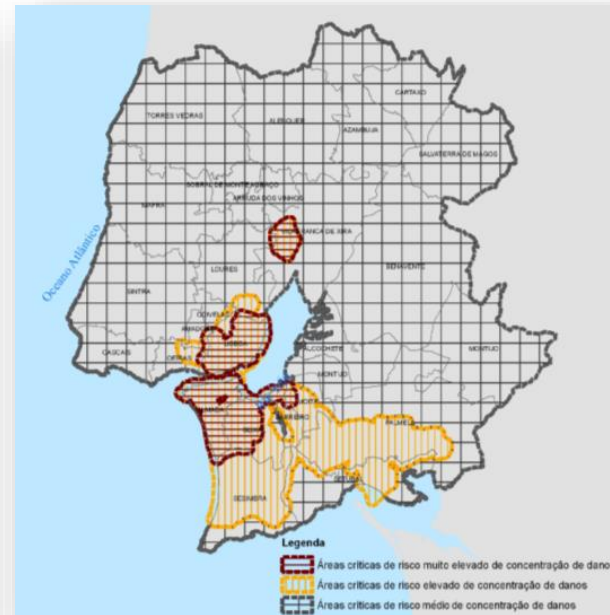 CARTAXO
TORRES VEDRAS
ALENQUER
AZAMBUJA
SALVATERRA DE MAGOS
SOBRAL DE MONTE AGRAÇO
ARRUDA DOS VINHOS
MAFRA
FRANCA DE XIRA
Oceano Atlântico
LOURES
BENAVENTE
SINTRA
ODIVELAS
AMADORA
CASCAIS
OEIRAS
ALCOCHETE
MONTIJO
MONTIJO
BARREIRO
PALMELA
SETÚBAL
SESIMBRA
Legenda
Áreas críticas de risco muito elevado de concentração de dano
Áreas críticas de risco elevado de concentração de danos
Áreas críticas de risco médio de concentração de danos